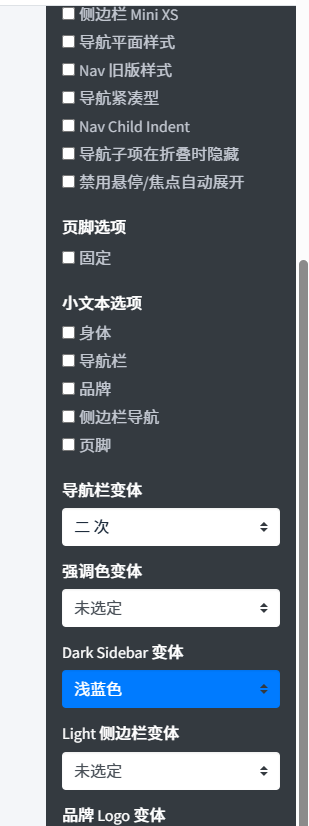 侧边栏 Mini XS
导航平面样式
Nav 旧版样式
导航紧凑型
Nav Child Indent
导航子项在折叠时隐藏
禁用悬停/焦点自动展开
页脚选项
固定
小文本选项
身体
导航栏
品牌
侧边栏导航
页脚
导航栏变体
二 次
强调色变体
未选定
Dark Sidebar 变体
浅蓝色
Light 侧边栏变体
未选定
品牌 Logo 变体